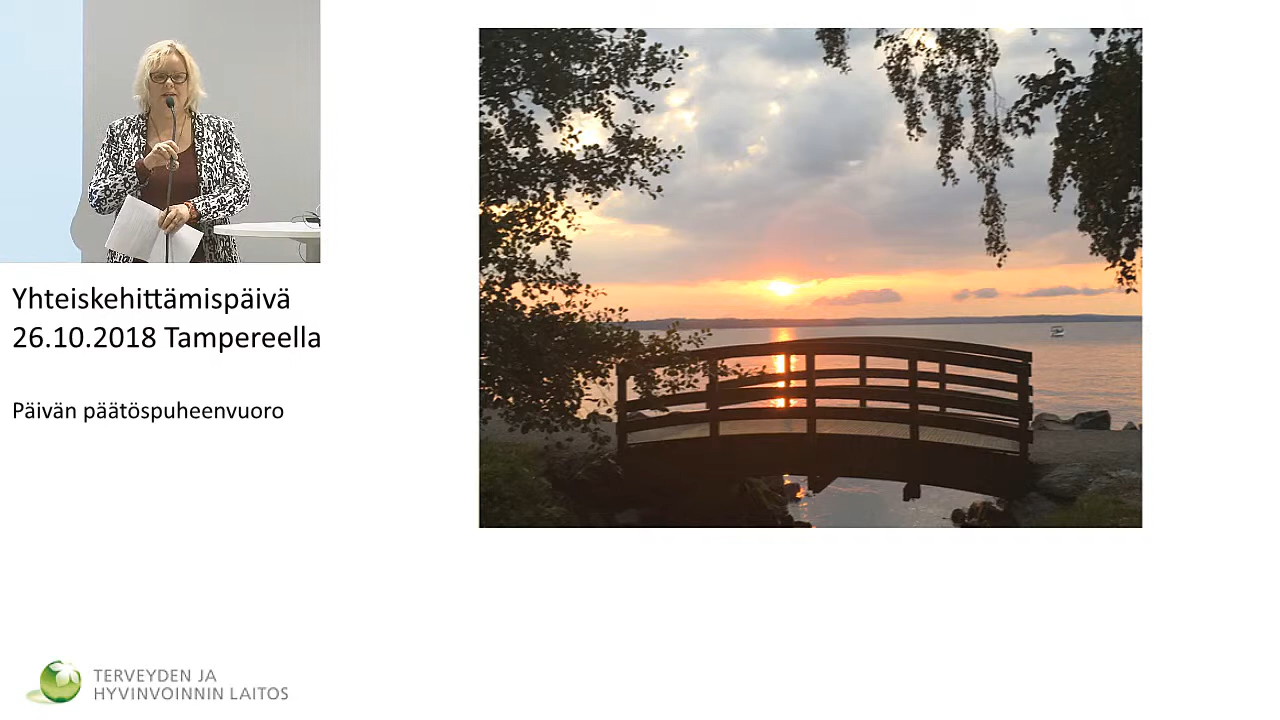 Yhteiskehittämispäivä
26.10.2018 Tampereella
Päivän päätöspuheenvuoro
TERVEYDEN JA
HYVINVOINNIN LAITOS